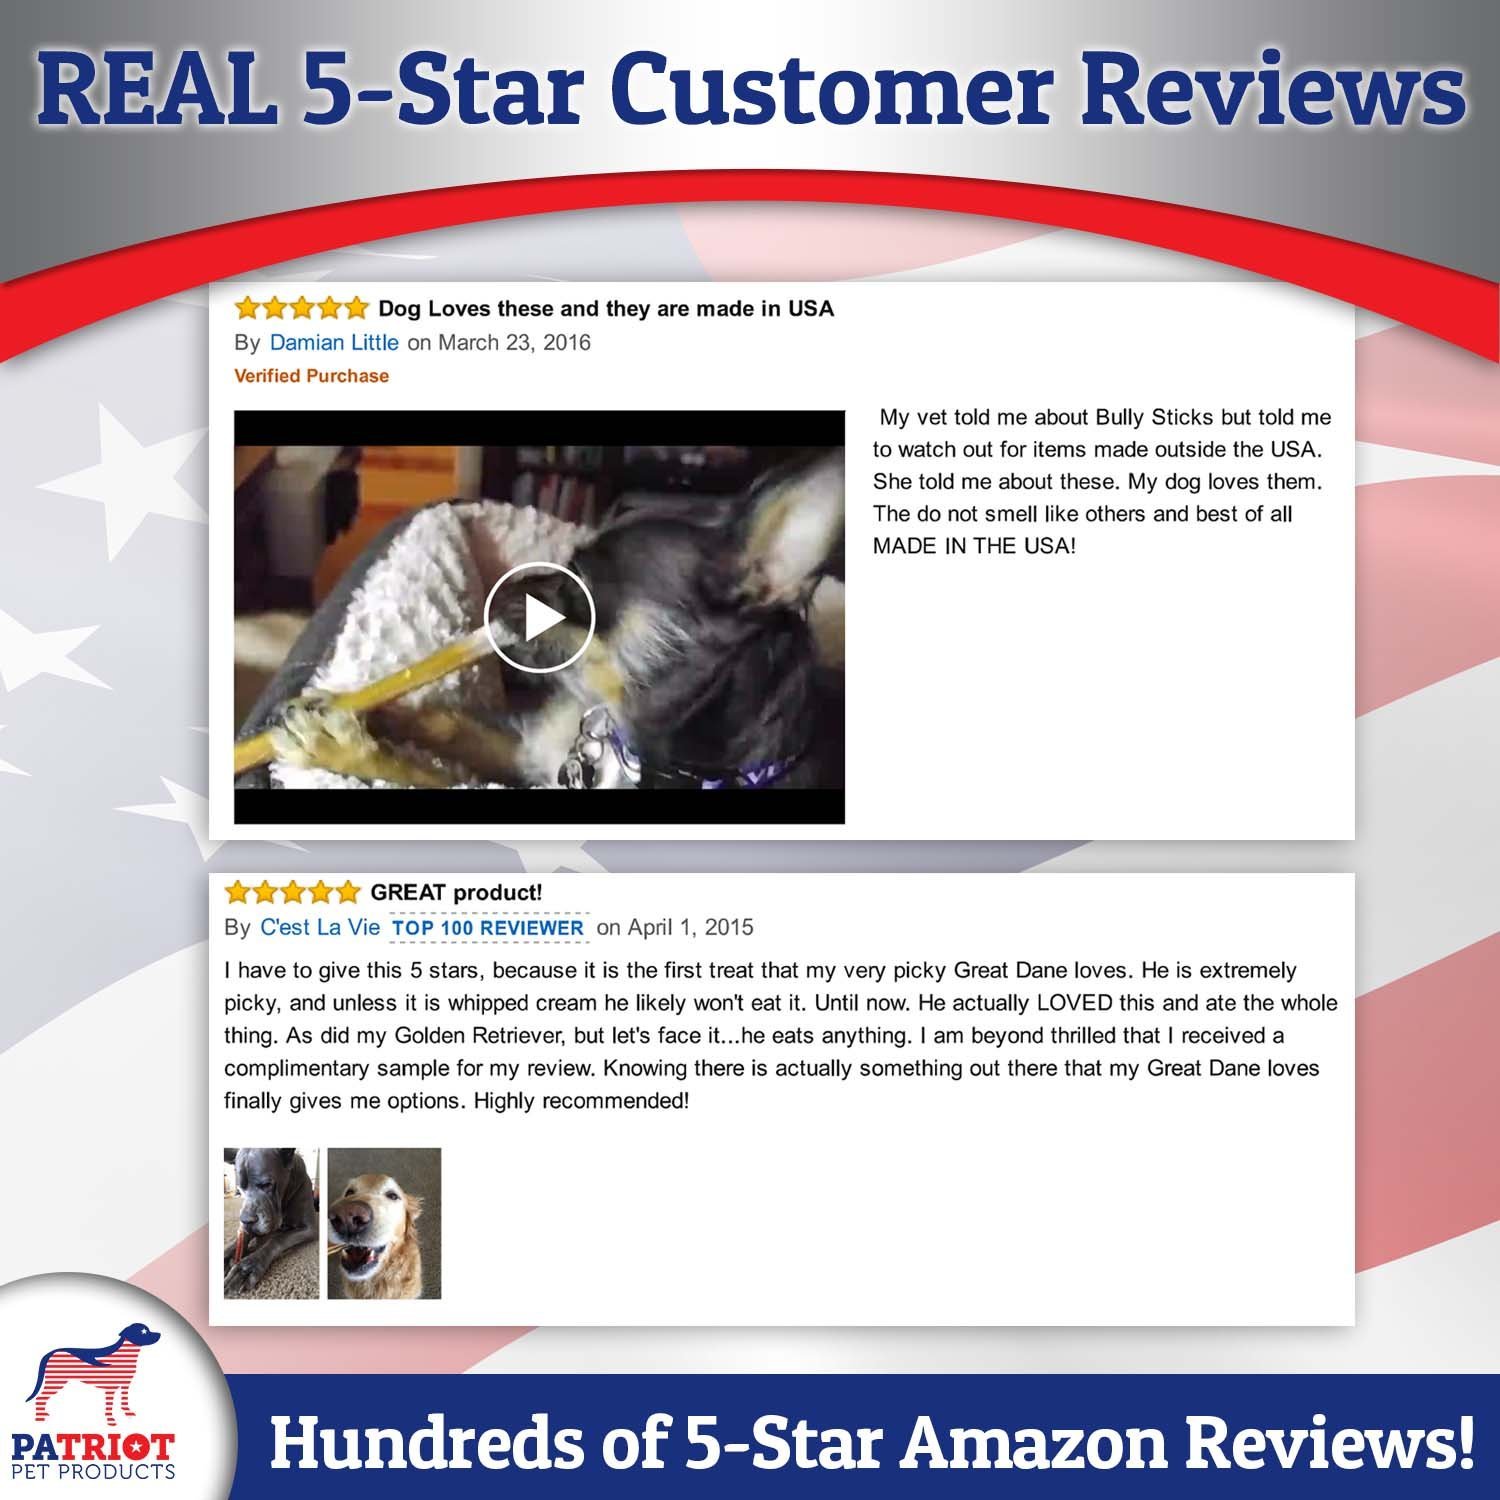 REAL 5-Star Customer Reviews
Dog Loves these and they are made in USA
By Damian Little on March 23, 2016
Verified Purchase
My vet told me about Bully Sticks but told me
to watch out for items made outside the USA.
She told me about these. My dog loves them.
The do not smell like others and best of all
MADE IN THE USA!
GREAT product!
By C'est La Vie TOP 100 REVIEWER on April 1, 2015
I have to give this 5 stars, because it is the first treat that my very picky Great Dane loves. He is extremely
picky, and unless it is whipped cream he likely won't eat it. Until now. He actually LOVED this and ate the whole
thing. As did my Golden Retriever, but let's face it...he eats anything. I am beyond thrilled that I received a
complimentary sample for my review. Knowing there is actually something out there that my Great Dane loves
finally gives me options. Highly recommended!
PATRIOT
PET PRODUCTS
Hundreds of 5-Star Amazon Reviews!